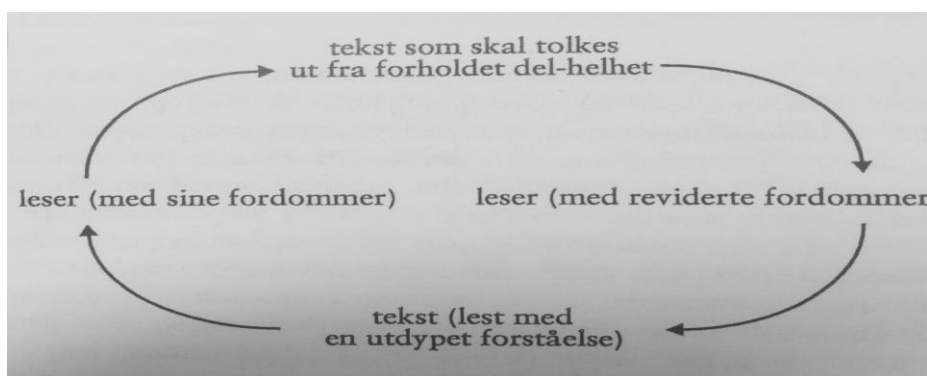 tekst som skal tolkes
ut fra forholdet del-helhet
leser (med sine fordommer)
leser (med reviderte fordommer
tekst (lest med
en utdypet forståelse)